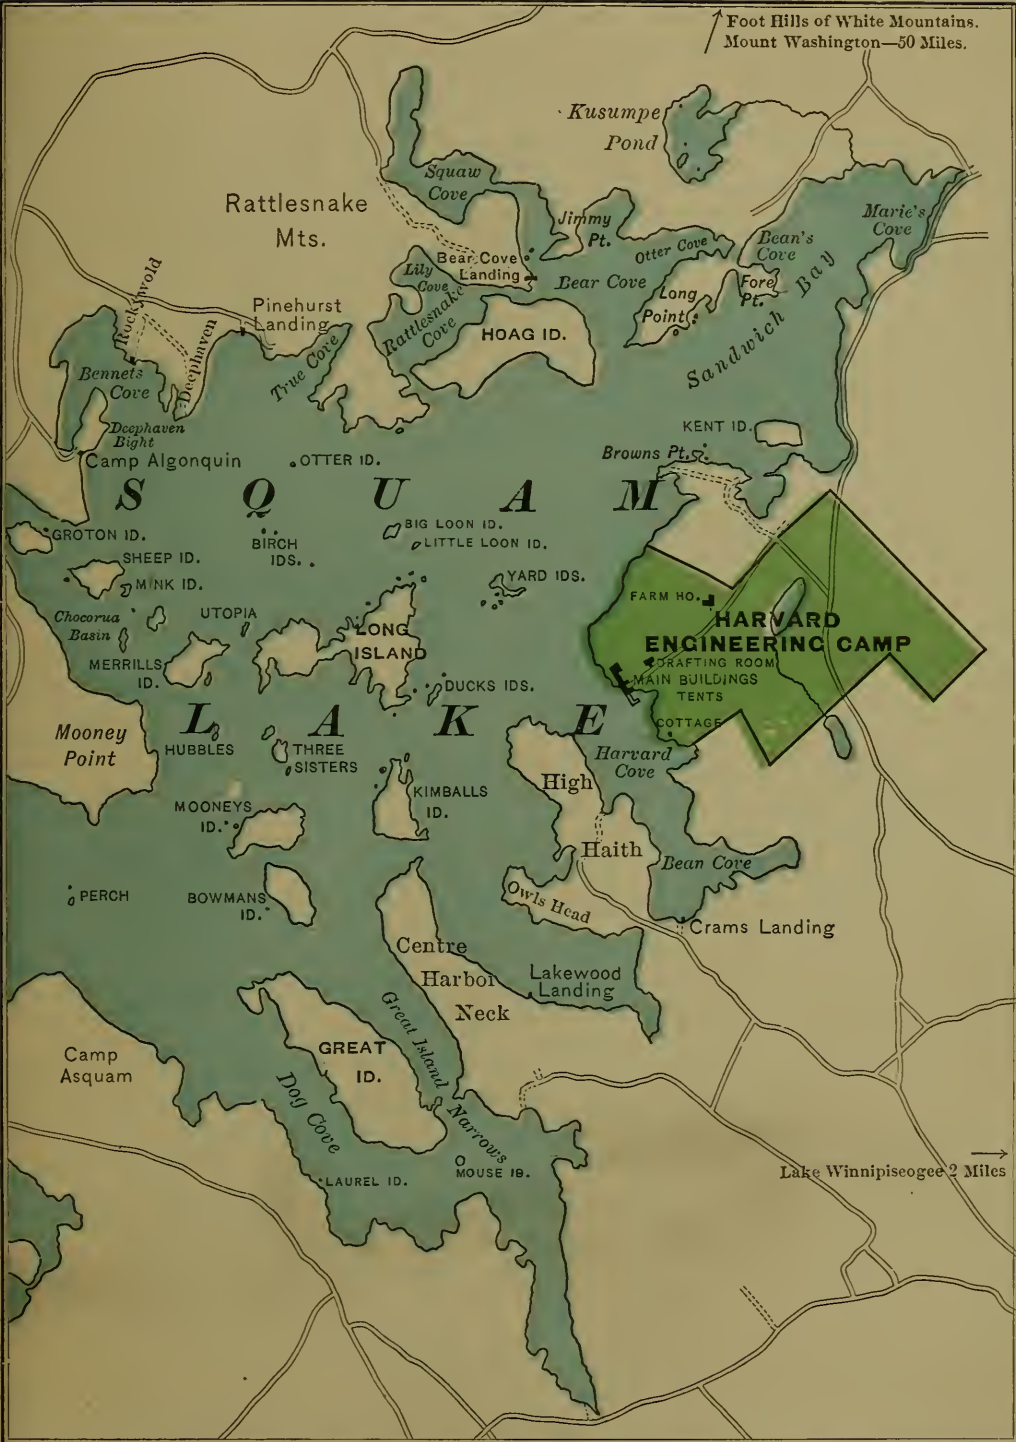 Foot Hills of White Mountains.
Mount Washington—50 Miles.
Kusumpe
Pond
Squaw
Cove
Rattlesnake
Mts.
Jimmy
Pt.
Marie's
Cove
Bean's
Cove
Otter Cove
Bear Cove
Landing
Lily
Cove
Bear Cove
Fore
Pt.
Long
Point
Sandwich Bay
Rattlesnake
Cove
HOAG ID.
Rockywold
Pinehurst
Landing
Deephaven
True Cove
Bennets
Cove
Deephaven
Bight
Camp Algonquin
OTTER ID.
KENT ID.
Browns Pt.
SQUAM
GROTON ID.
BIRCH
IDS.
BIG LOON ID.
LITTLE LOON ID.
SHEEP ID.
MINK ID.
YARD IDS.
Chocorua
Basin
UTOPIA
LONG
ISLAND
MERRILLS
ID.
DUCKS IDS.
FARM HO.
HARVARD
ENGINEERING CAMP
DRAFTING ROOM
MAIN BUILDINGS
TENTS
COTTAGE
LAKE
Mooney
Point
HUBBLES
THREE
SISTERS
Harvard
Cove
High
Haith
KIMBALLS
ID.
MOONEYS
ID.
Bean Cove
PERCH
BOWMANS
ID.
Owls Head
Crams Landing
Centre
Harbor
Neck
Lakewood
Landing
Great Island
Narrows
GREAT
ID.
Camp
Asquam
Dog Cove
MOUSE ID.
LAUREL ID.
Lake Winnipiseogee 2 Miles